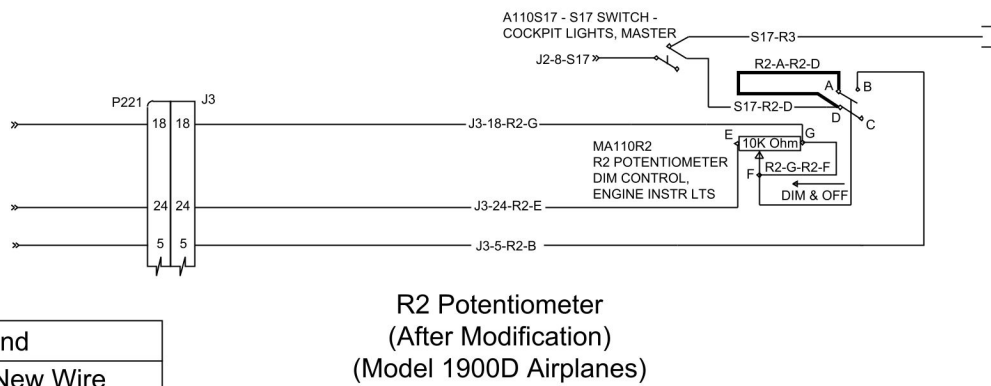 A110S17 - S17 SWITCH -
COCKPIT LIGHTS, MASTER
S17-R3
J2-8-S17
R2-A-R2-D
A
B
S17-R2-D
D
C
P221
J3
18
18
J3-18-R2-G
E
10K Ohm
G
MA110R2
R2 POTENTIOMETER
DIM CONTROL,
ENGINE INSTR LTS
F
R2-G-R2-F
DIM & OFF
24
24
J3-24-R2-E
5
5
J3-5-R2-B
R2 Potentiometer
(After Modification)
(Model 1900D Airplanes)
nd
New Wire